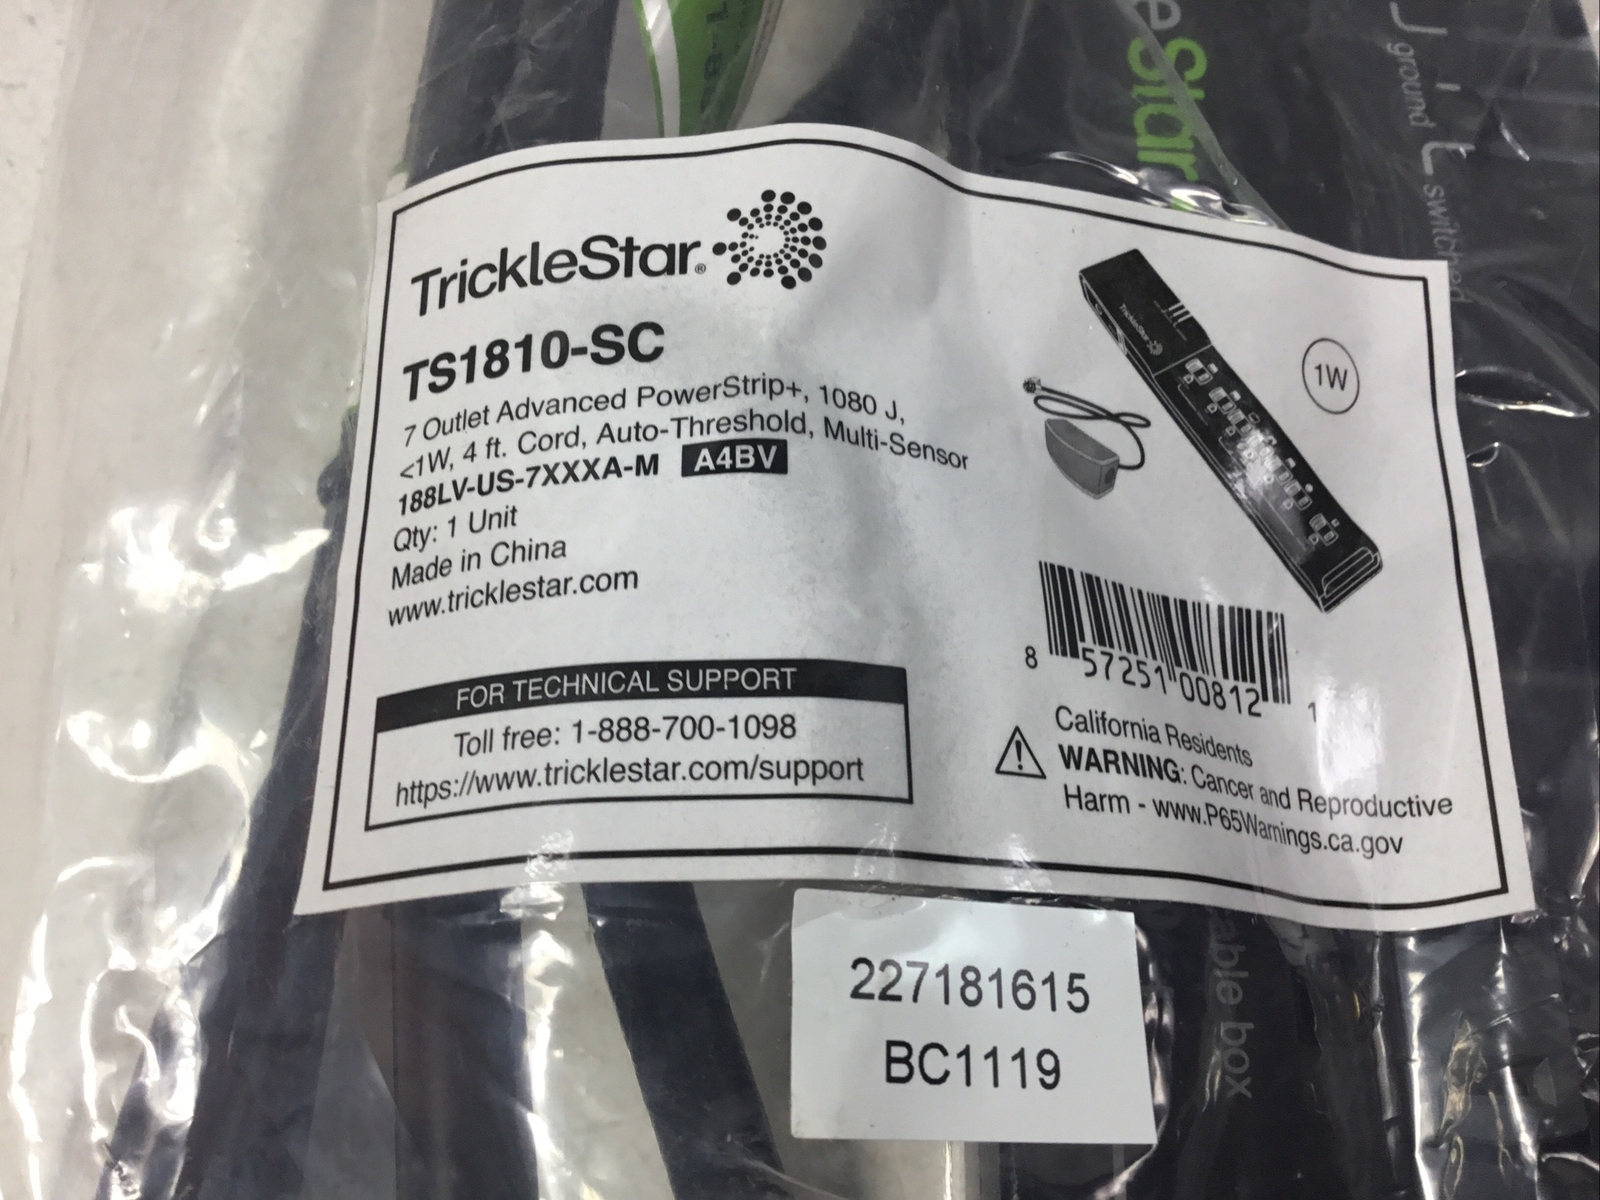 eStar
ground
switched
TrickleStar®
TS1810-SC
7 Outlet Advanced PowerStrip+, 1080 J,
<1W, 4 ft. Cord, Auto-Threshold, Multi-Sensor
188LV-US-7XXXA-M A4BV
Qty: 1 Unit
Made in China
www.tricklestar.com
TrickleStar
1W
8 57251 00812 1
FOR TECHNICAL SUPPORT
Toll free: 1-888-700-1098
https://www.tricklestar.com/support
California Residents
WARNING: Cancer and Reproductive
Harm - www.P65Warnings.ca.gov
able box
227181615
BC1119